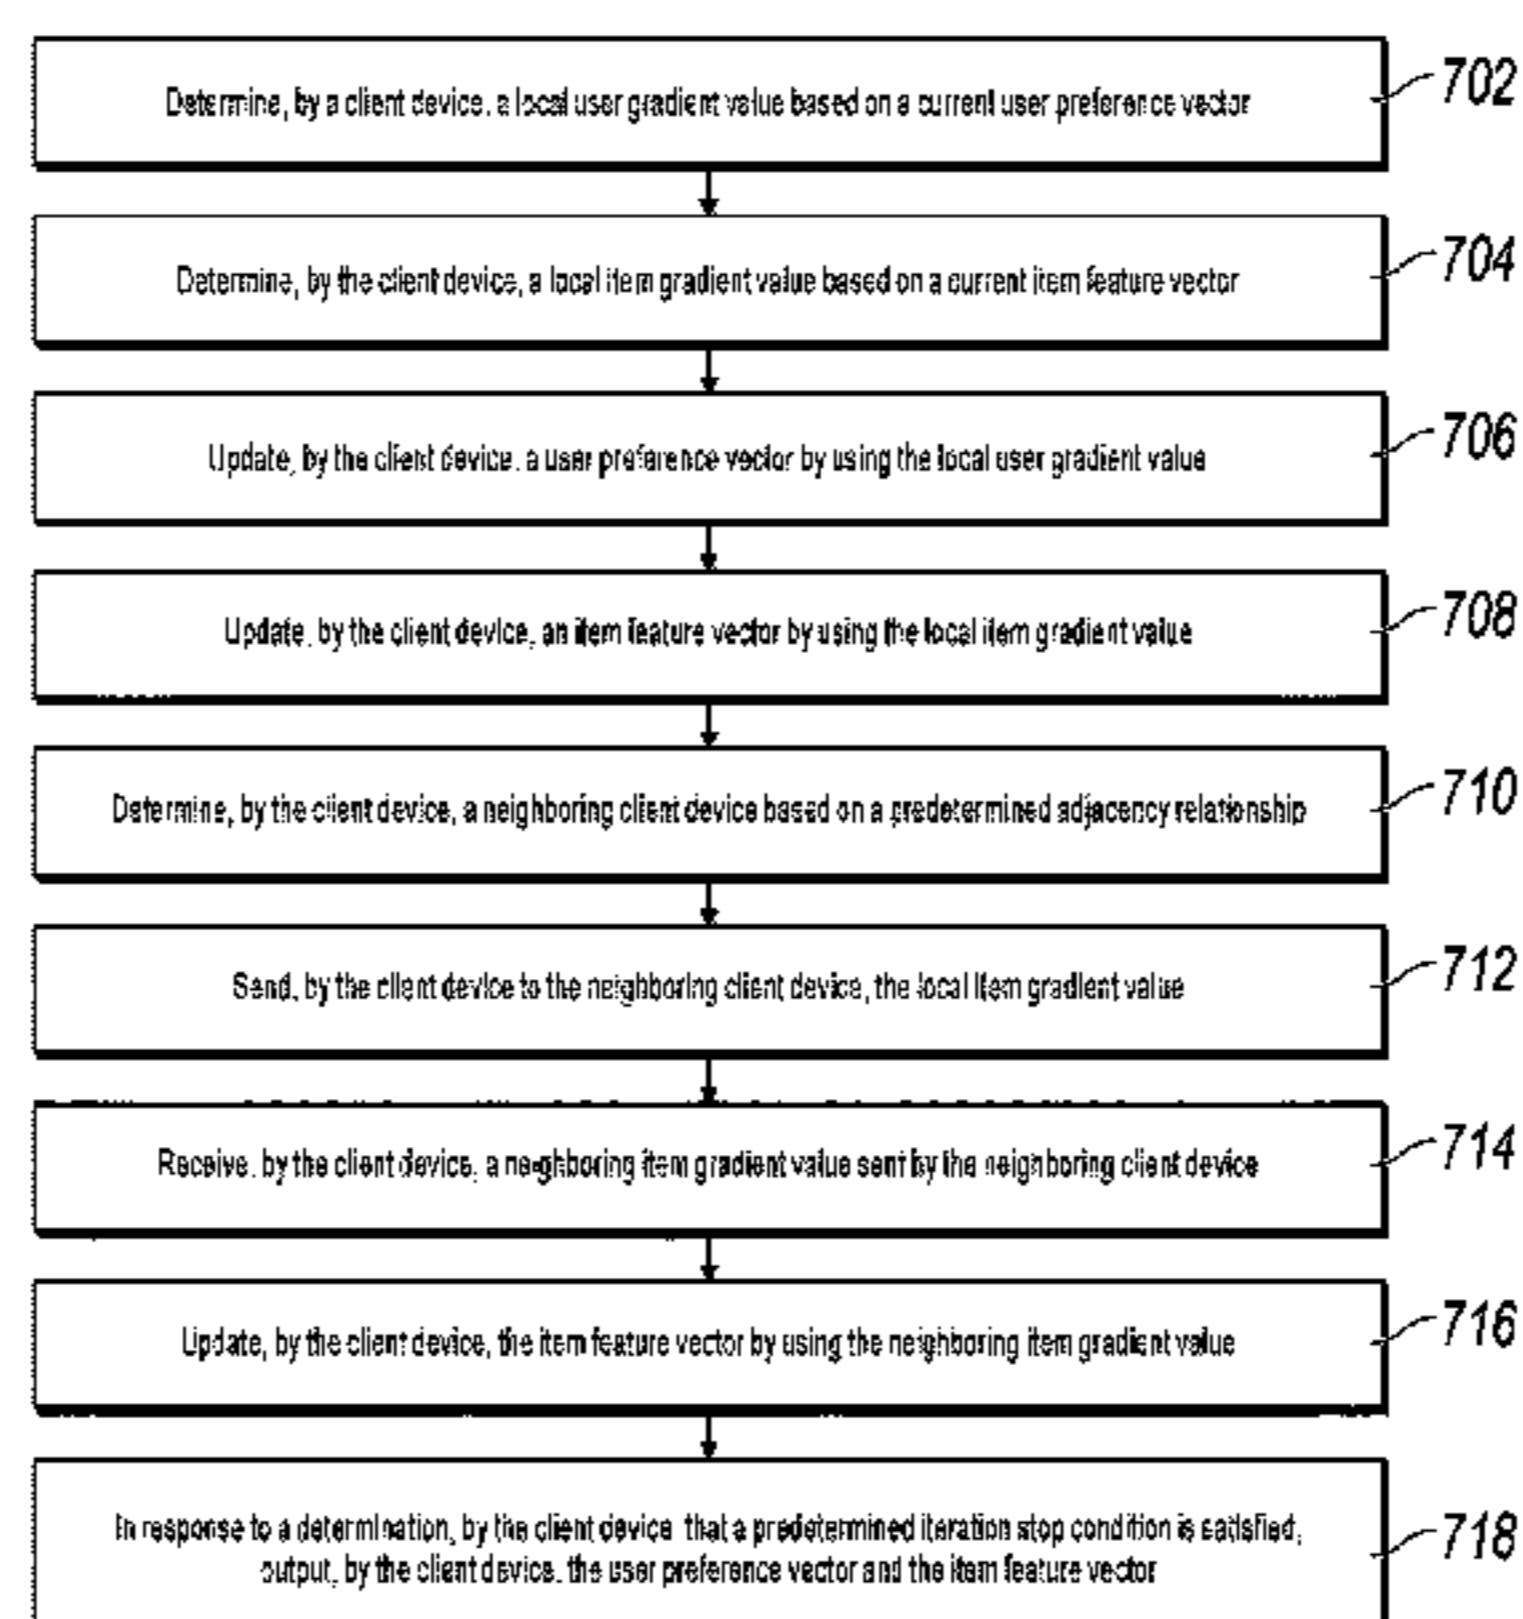 Determine, by a client device, a local user gradient value based on a current user preference vector
702
Determine, by the client device, a local item gradient value based on a current item feature vector
704
Update, by the client device, a user preference vector by using the local user gradient value
706
Update, by the client device, an item feature vector by using the local item gradient value
708
Determine, by the client device, a neighboring client device based on a predetermined adjacency relationship
710
Send, by the client device to the neighboring client device, the local item gradient value
712
Receive, by the client device, a neighboring item gradient value sent by the neighboring client device
714
Update, by the client device, the item feature vector by using the neighboring item gradient value
716
In response to a determination, by the client device, that a predetermined iteration stop condition is satisfied,
output, by the client device, the user preference vector and the item feature vector
718